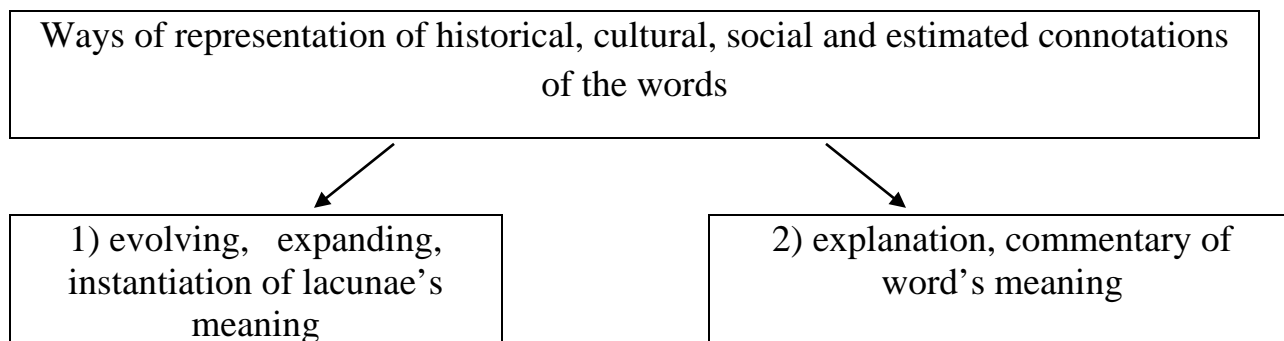 Ways of representation of historical, cultural, social and estimated connotations
of the words
1) evolving, expanding,
instantiation of lacunae’s
meaning
2) explanation, commentary of
word’s meaning